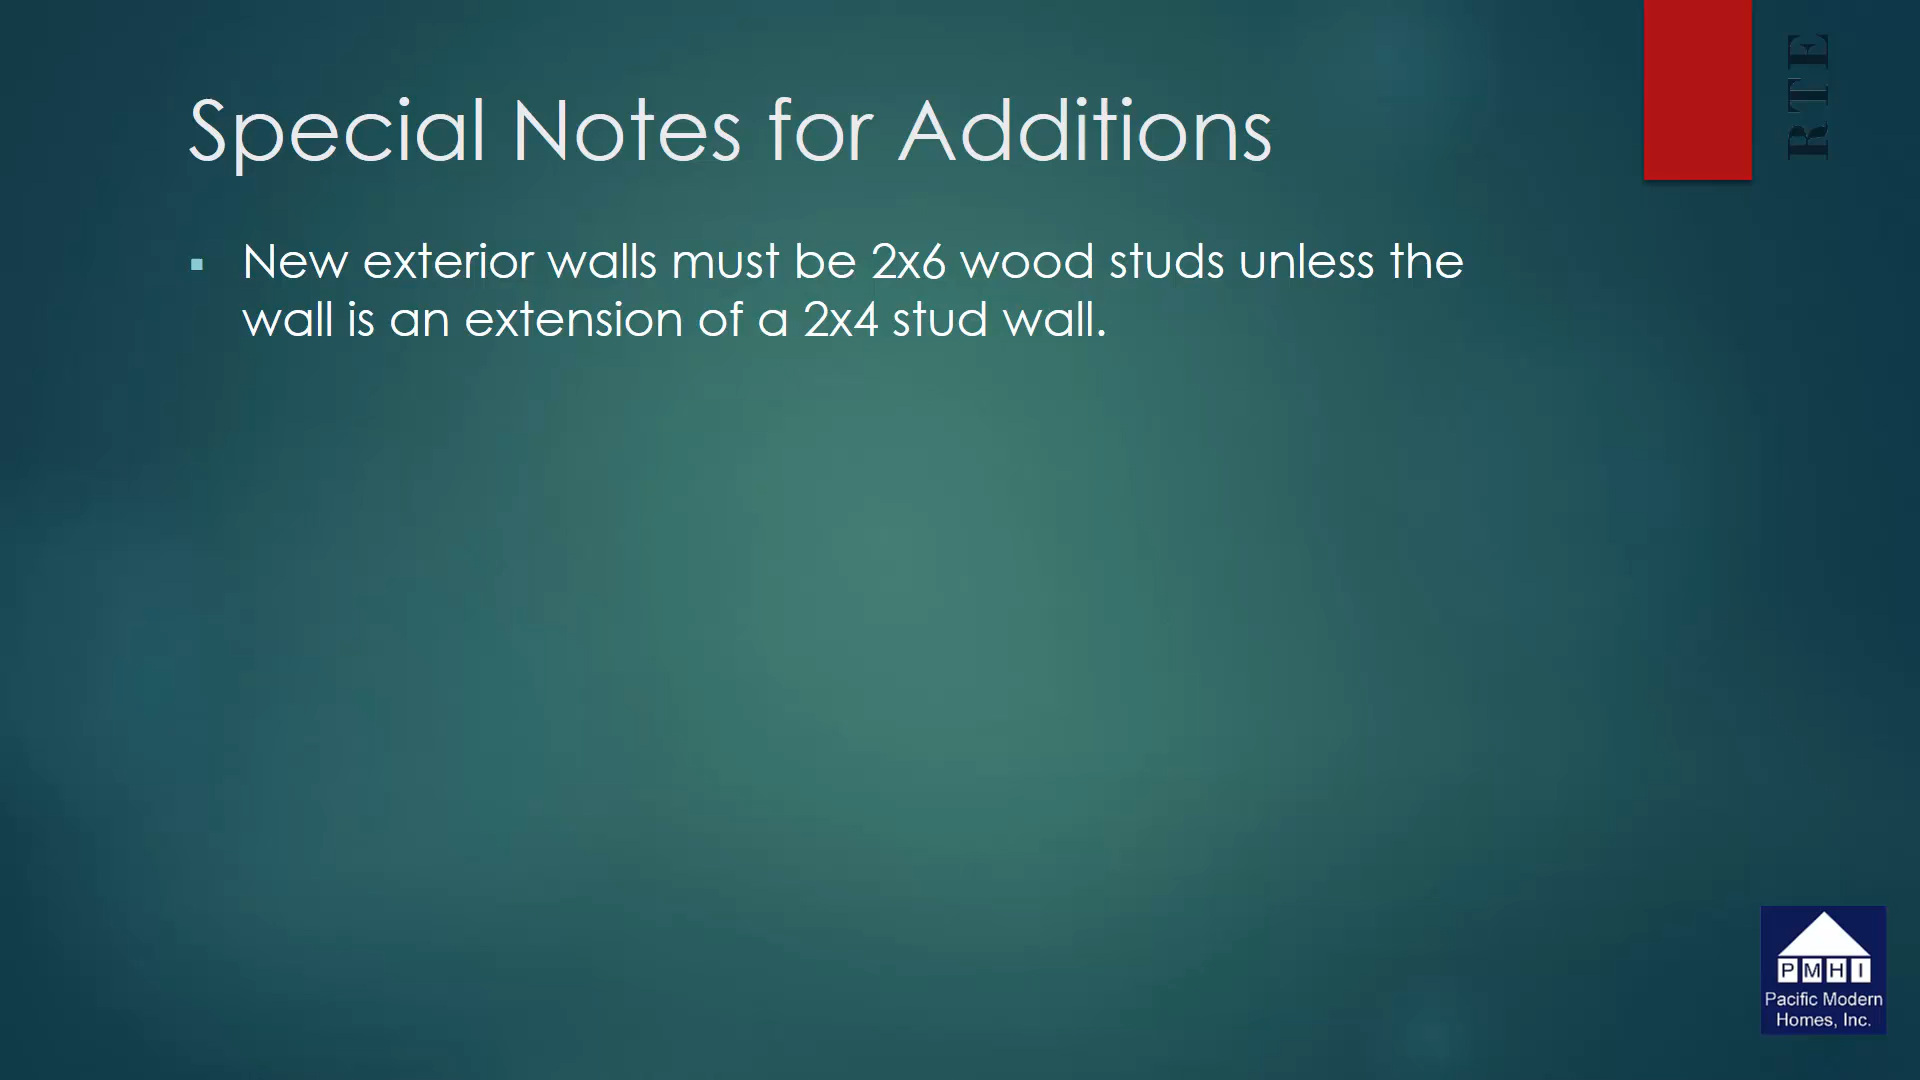 Special Notes for Additions
RTE
▪ New exterior walls must be 2x6 wood studs unless the
wall is an extension of a 2x4 stud wall.
PMHI
Pacific Modern
Homes, Inc.